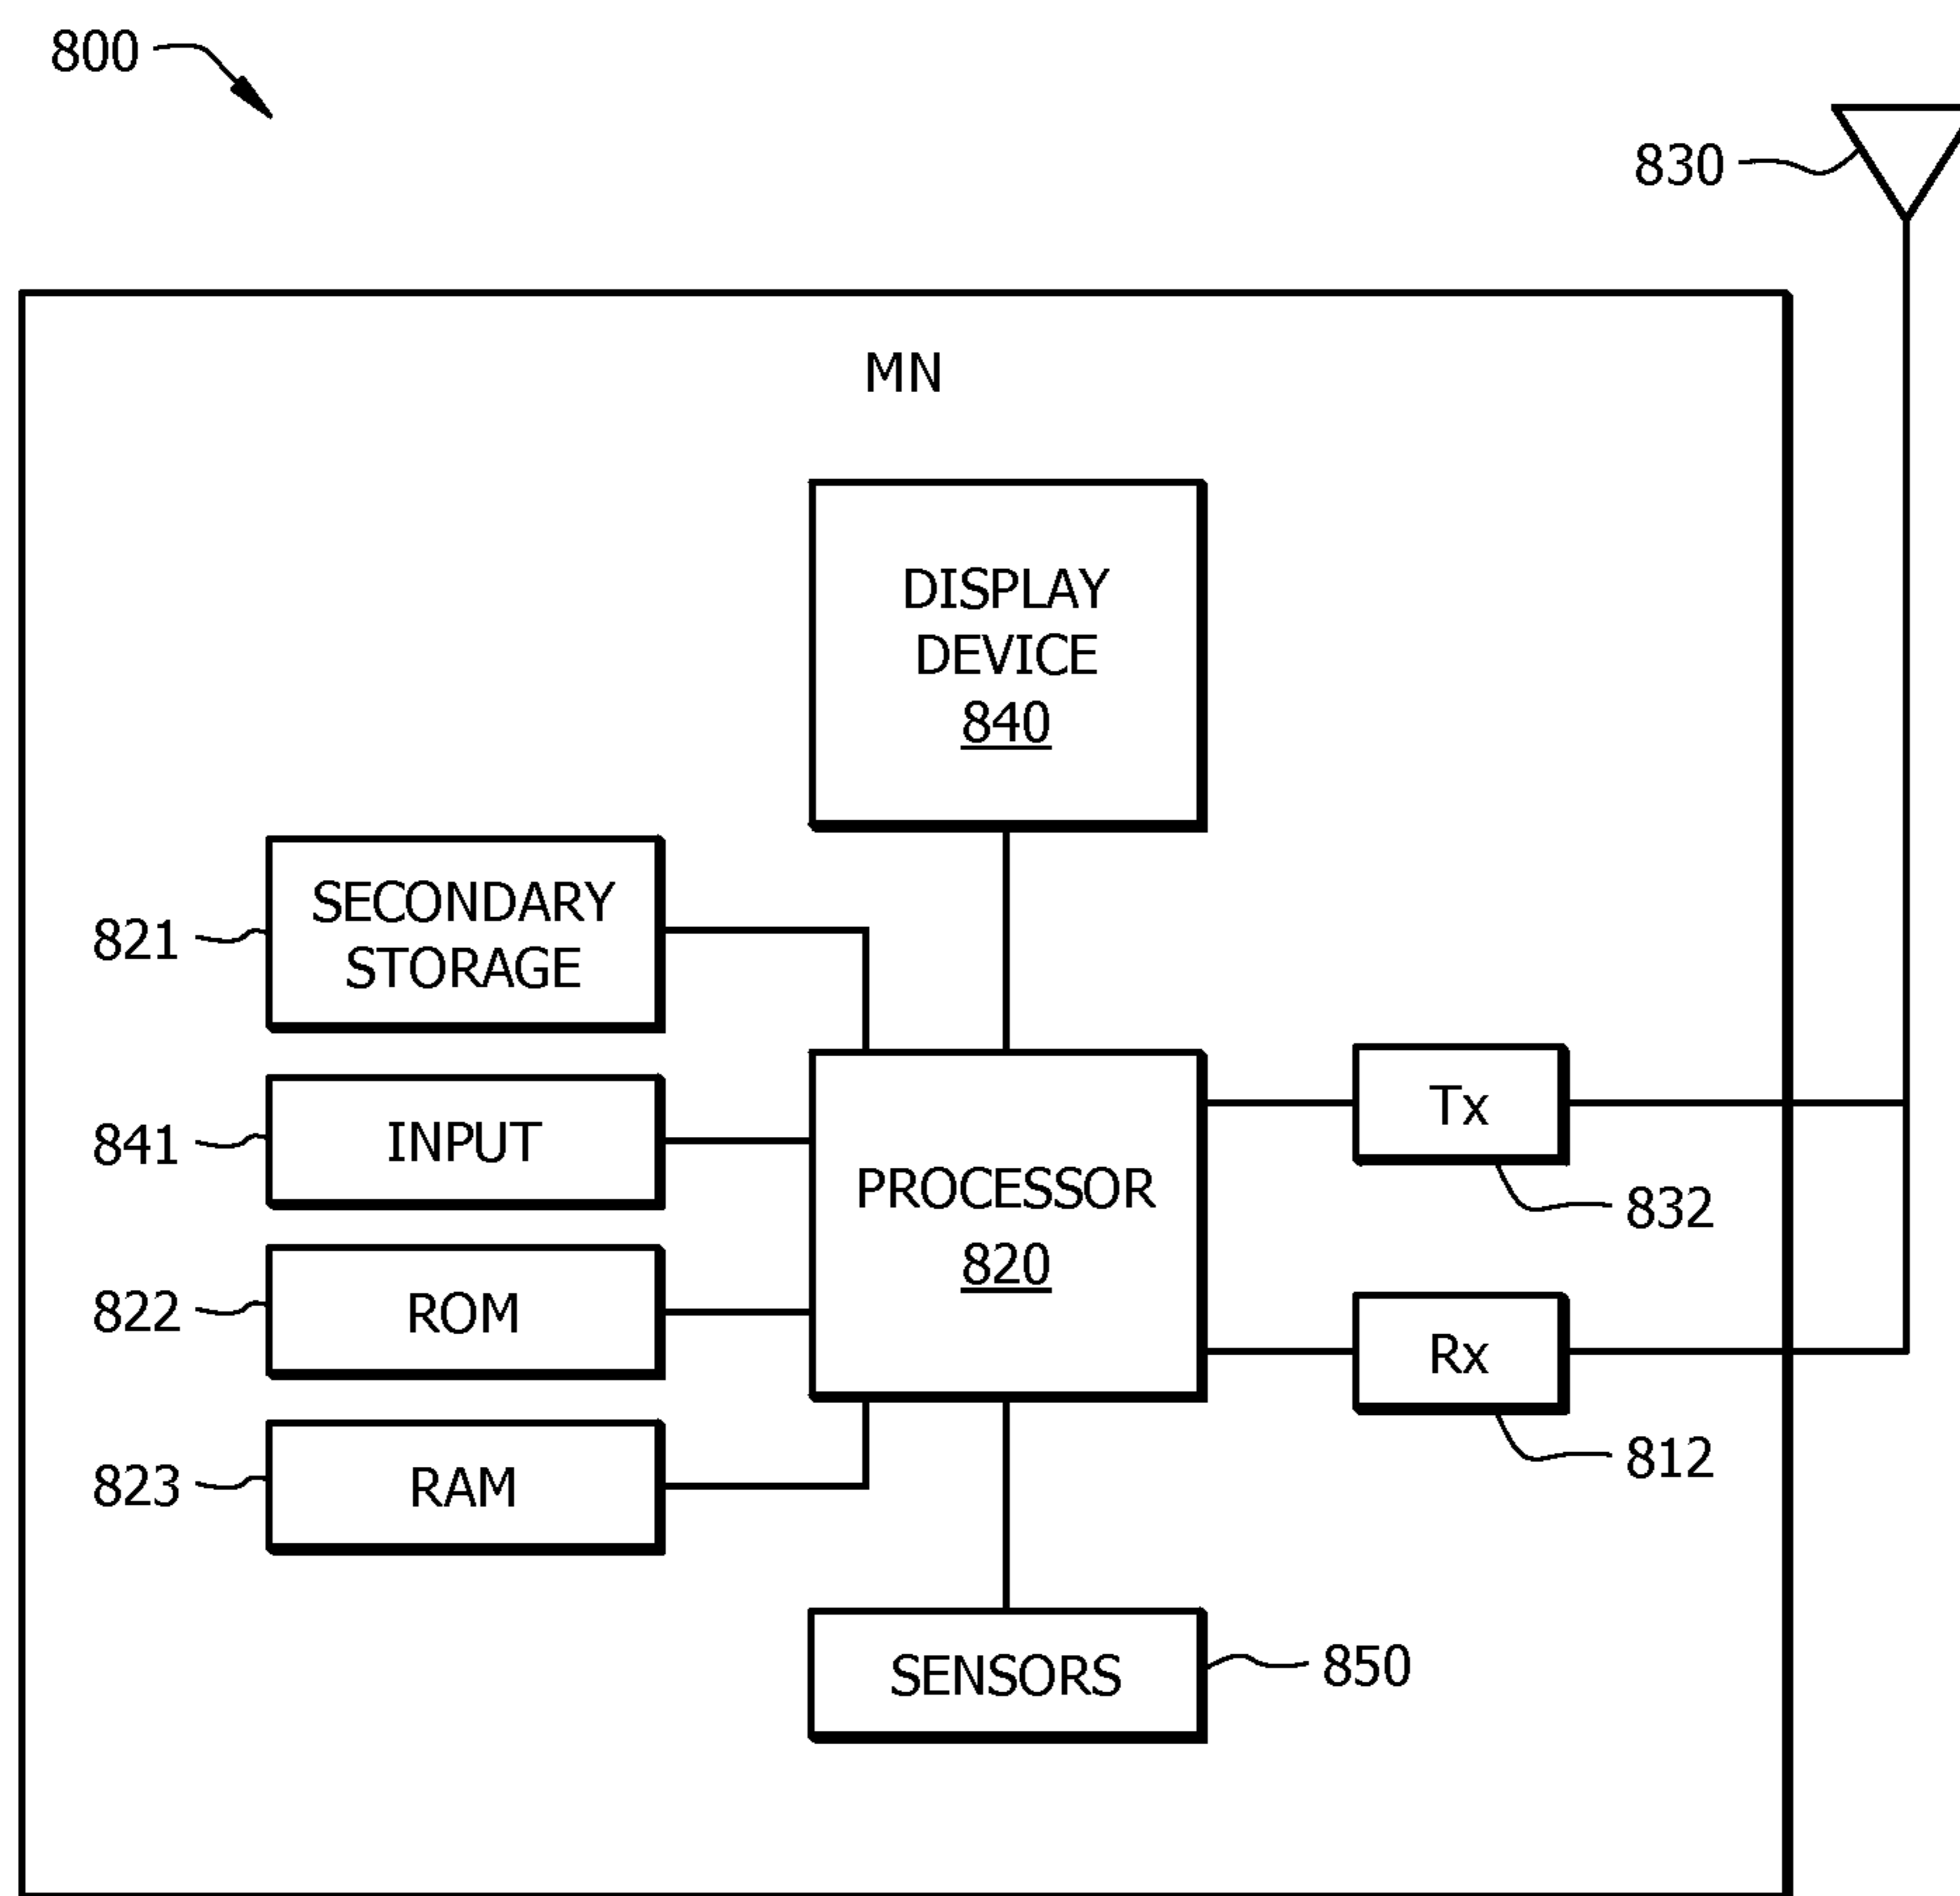 800
830
MN
DISPLAY
DEVICE
840
SECONDARY
STORAGE
821
INPUT
841
PROCESSOR
820
Tx
832
ROM
822
Rx
812
RAM
823
SENSORS
850